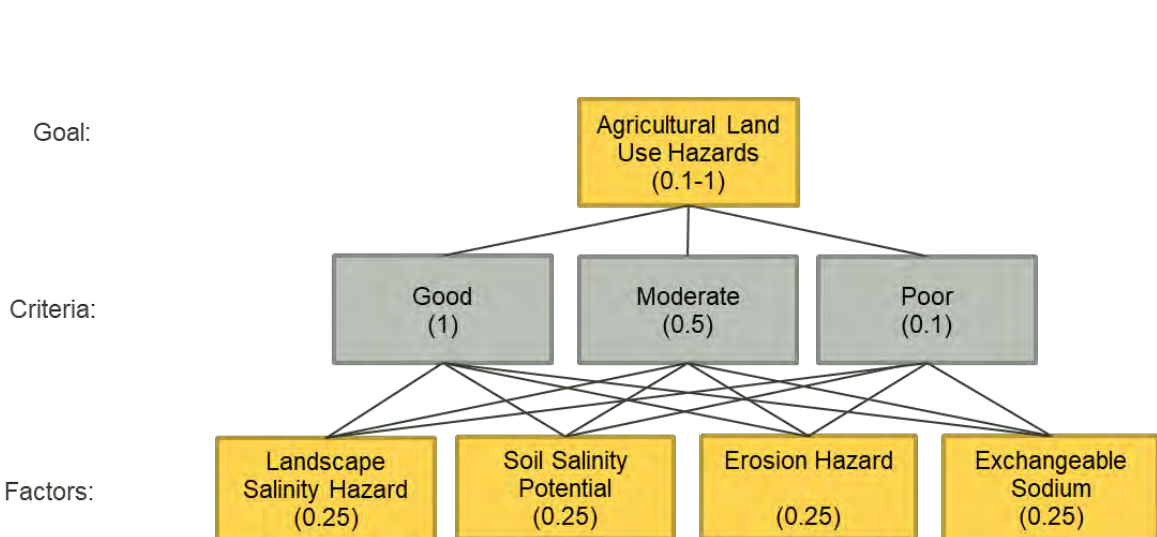 Goal:
Agricultural Land
Use Hazards
(0.1-1)
Criteria:
Good
(1)
Moderate
(0.5)
Poor
(0.1)
Factors:
Landscape
Salinity Hazard
(0.25)
Soil Salinity
Potential
(0.25)
Erosion Hazard
(0.25)
Exchangeable
Sodium
(0.25)